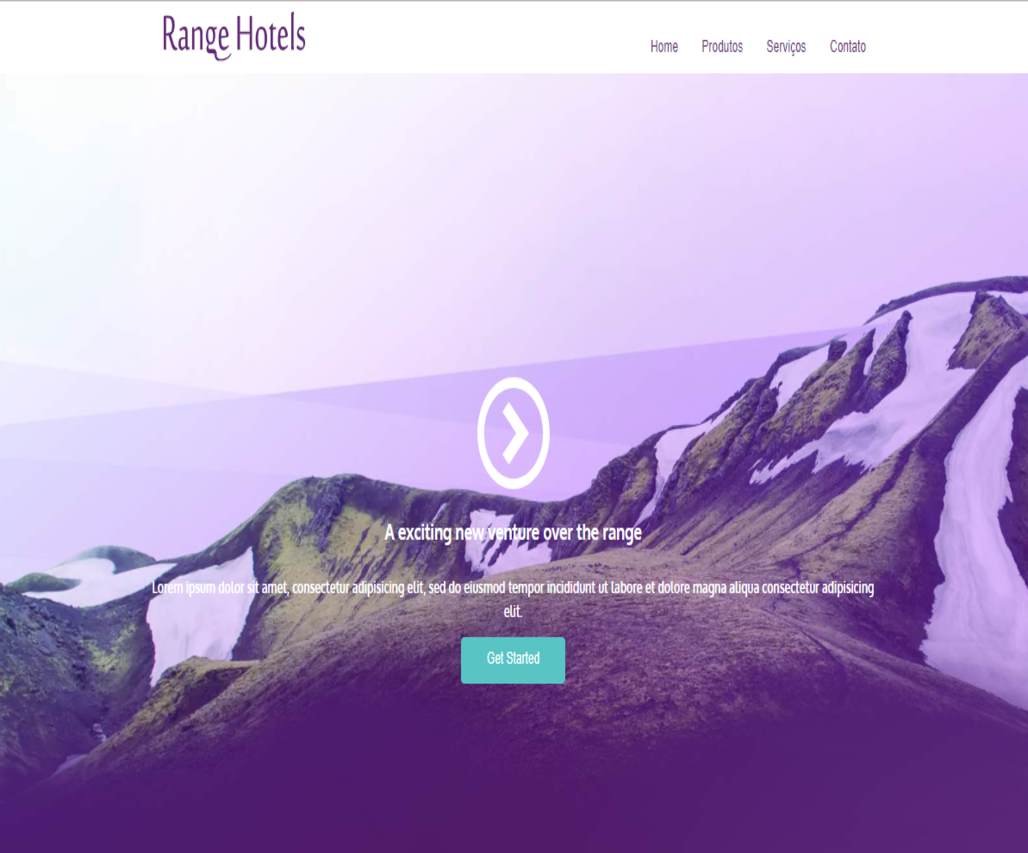 Range Hotels
Home Produtos Serviços Contato
A exciting new venture over the range
Lorem ipsum dolor sit amet, consectetur adipisicing elit, sed do eiusmod tempor incididunt ut labore et dolore magna aliqua consectetur adipisicing
elit.
Get Started